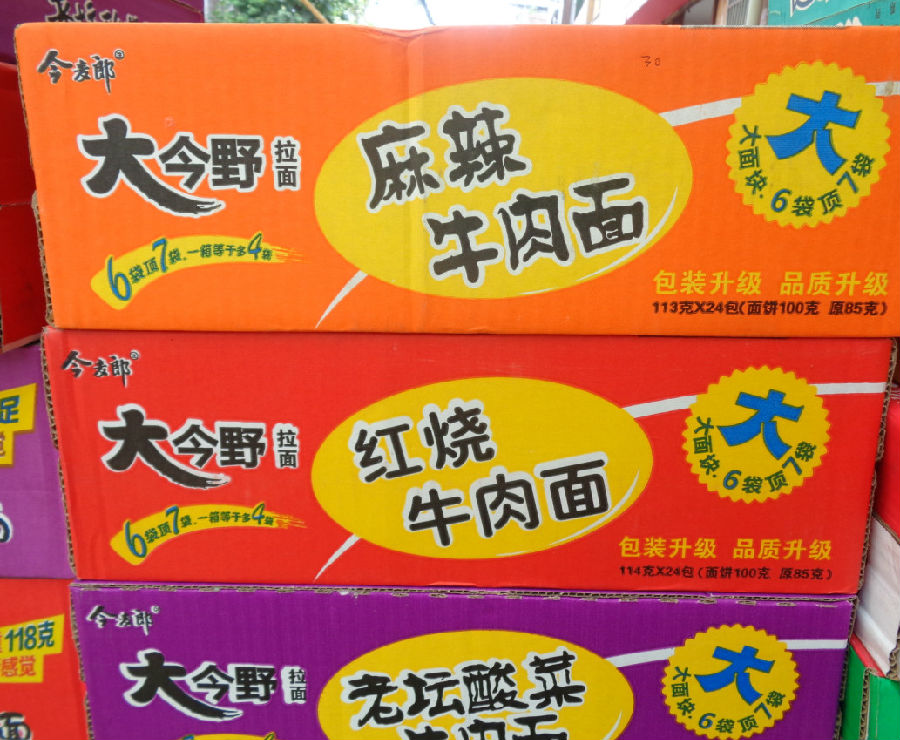 今麦郎
30
大今野拉面
麻辣
牛肉面
大
大面块,6袋顶7袋
6袋顶7袋,一箱等于多4袋
包装升级 品质升级
113克X24包(面饼100克 原85克)
今麦郎
大今野拉面
红烧
牛肉面
大
大面块,6袋顶7袋
6袋顶7袋,一箱等于多4袋
包装升级 品质升级
114克X24包(面饼100克 原85克)
足
118克
感觉
面
今麦郎
大今野拉面
老坛酸菜
牛肉面
大
大面块,6袋顶7袋